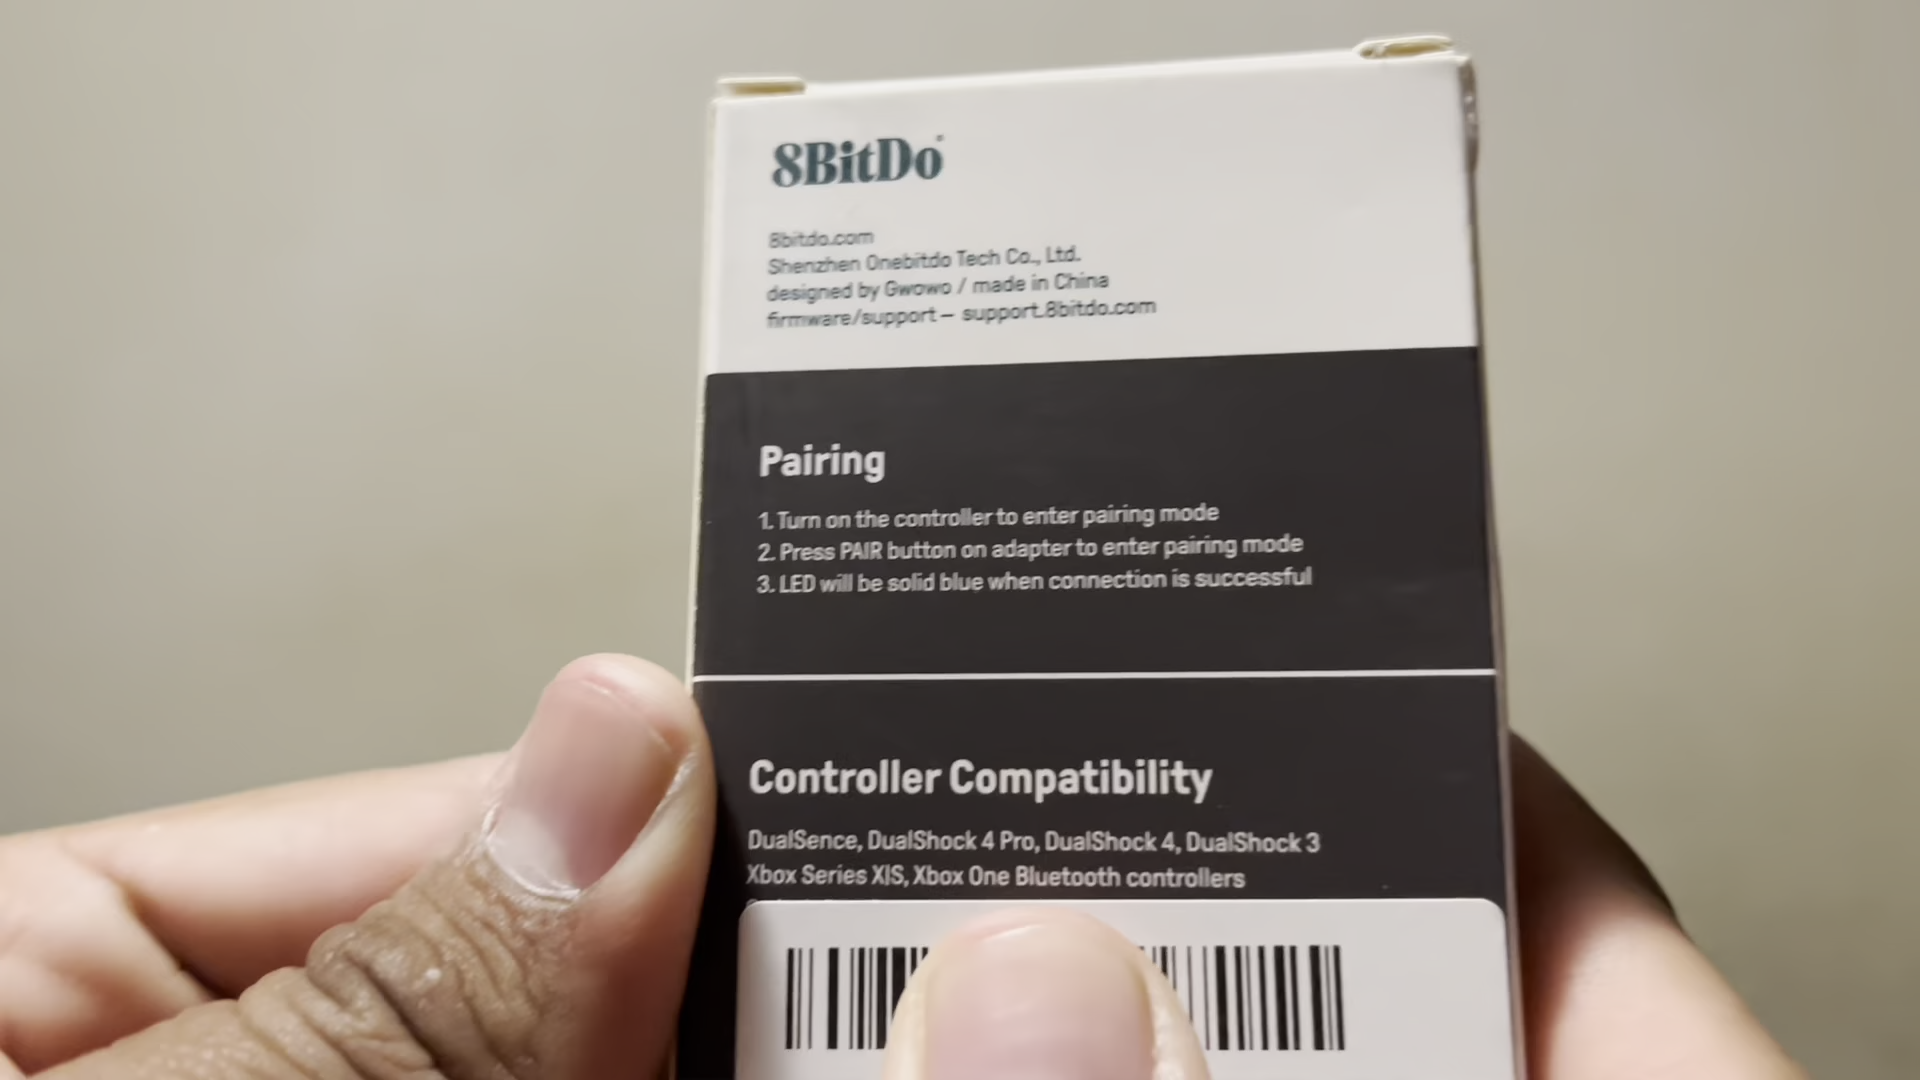 8BitDo
8bitdo.com
Shenzhen Onebitdo Tech Co., Ltd.
designed by Gwowo / made in China
firmware/support – support.8bitdo.com
Pairing
1. Turn on the controller to enter pairing mode
2. Press PAIR button on adapter to enter pairing mode
3. LED will be solid blue when connection is successful
Controller Compatibility
DualSence, DualShock 4 Pro, DualShock 4, DualShock 3
Xbox Series X|S, Xbox One Bluetooth controllers